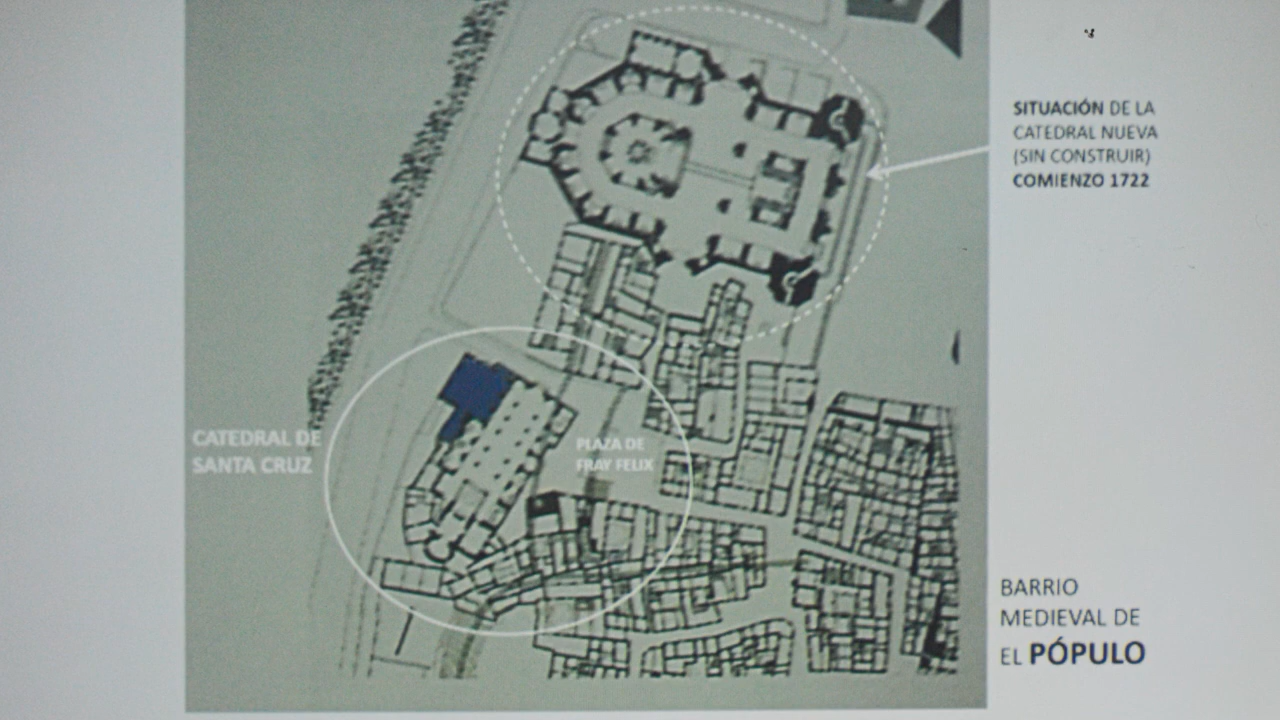 SITUACIÓN DE LA
CATEDRAL NUEVA
(SIN CONSTRUIR)
COMIENZO 1722
CATEDRAL DE
SANTA CRUZ
PLAZA DE
FRAY FELIX
BARRIO
MEDIEVAL DE
EL PÓPULO